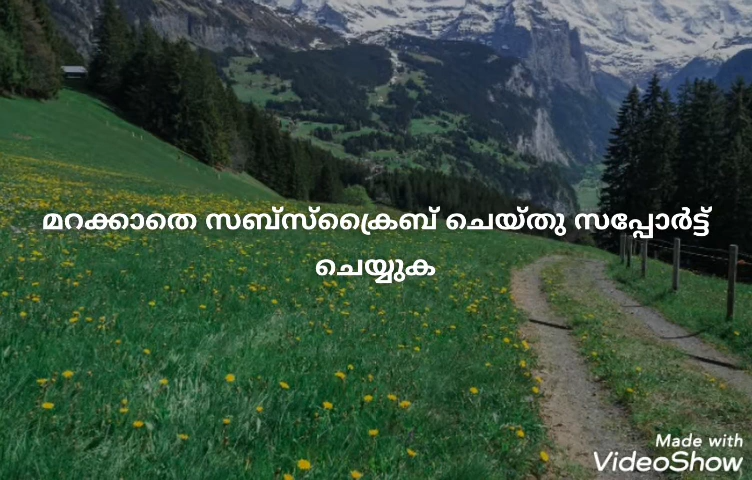 മറക്കാതെ സബ്സ്ക്രൈബ് ചെയ്തു സപ്പോർട്ട്
ചെയ്യുക
Made with
VideoShow